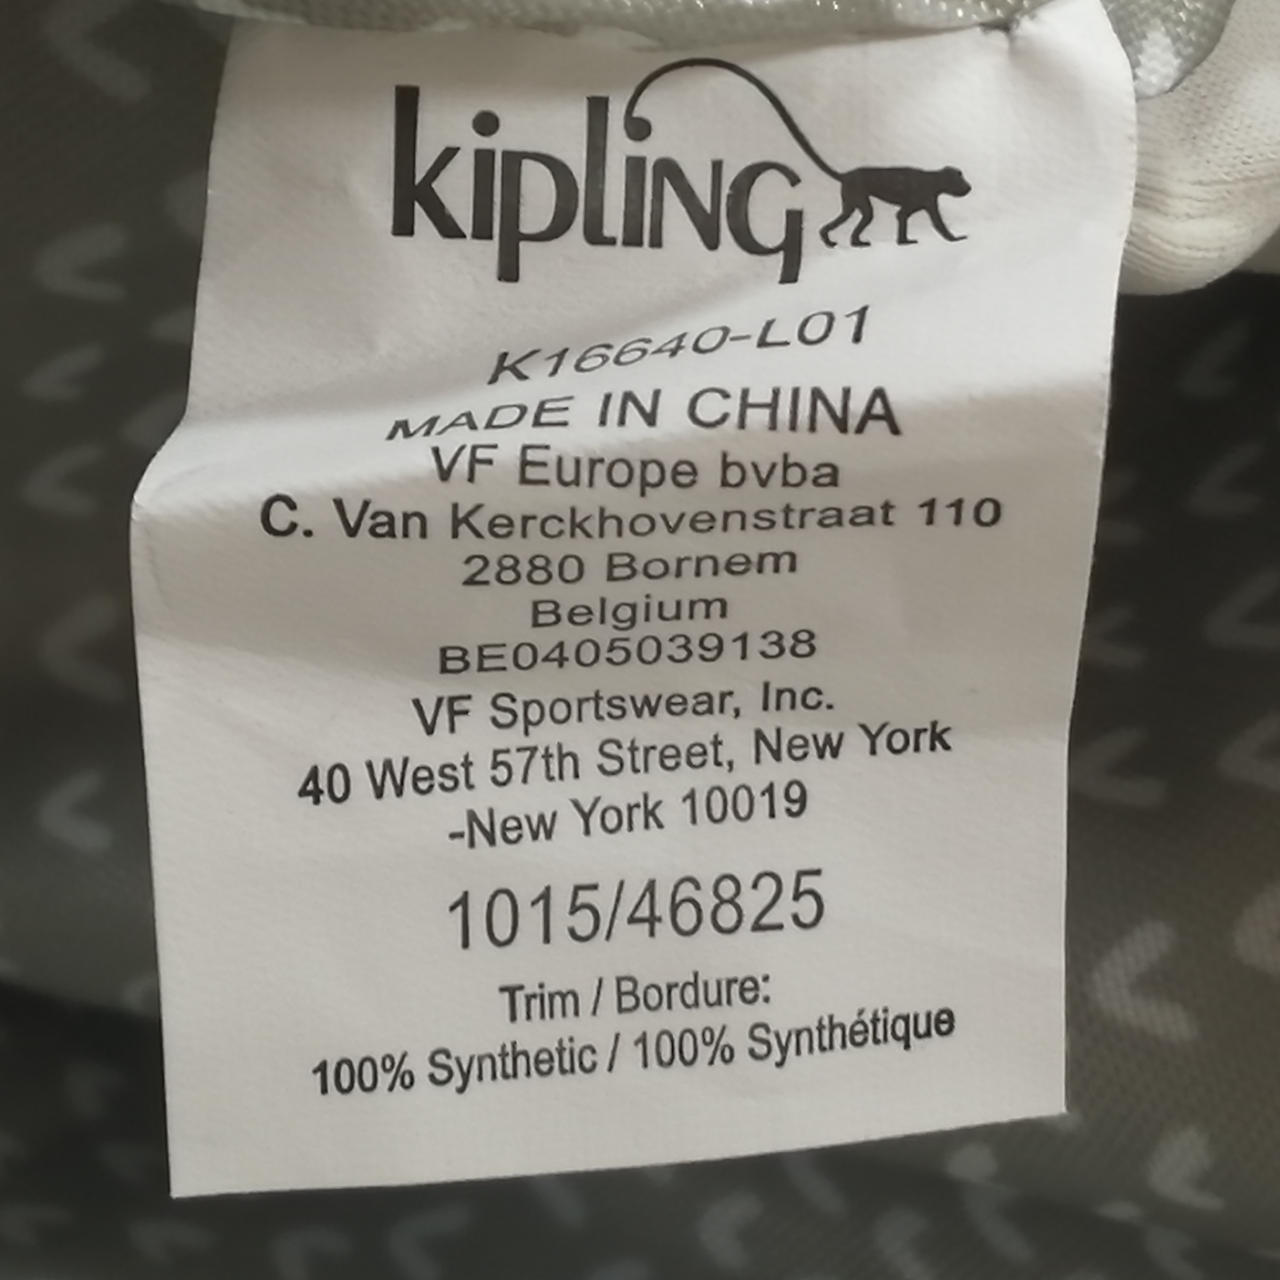 kipling
K16640-L01
MADE IN CHINA
VF Europe bvba
C. Van Kerckhovenstraat 110
2880 Bornem
Belgium
BE0405039138
VF Sportswear, Inc.
40 West 57th Street, New York
-New York 10019
1015/46825
Trim / Bordure:
100% Synthetic / 100% Synthétique